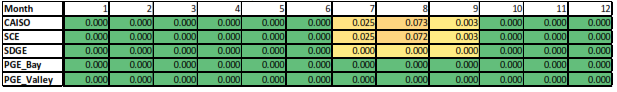 Month 1 2 3 4 5 6 7 8 9 10 11 12
CAISO 0.000 0.000 0.000 0.000 0.000 0.000 0.025 0.073 0.003 0.000 0.000 0.000
SCE 0.000 0.000 0.000 0.000 0.000 0.000 0.025 0.072 0.003 0.000 0.000 0.000
SDGE 0.000 0.000 0.000 0.000 0.000 0.000 0.000 0.000 0.000 0.000 0.000 0.000
PGE_Bay 0.000 0.000 0.000 0.000 0.000 0.000 0.000 0.000 0.000 0.000 0.000 0.000
PGE_Valley 0.000 0.000 0.000 0.000 0.000 0.000 0.000 0.000 0.000 0.000 0.000 0.000